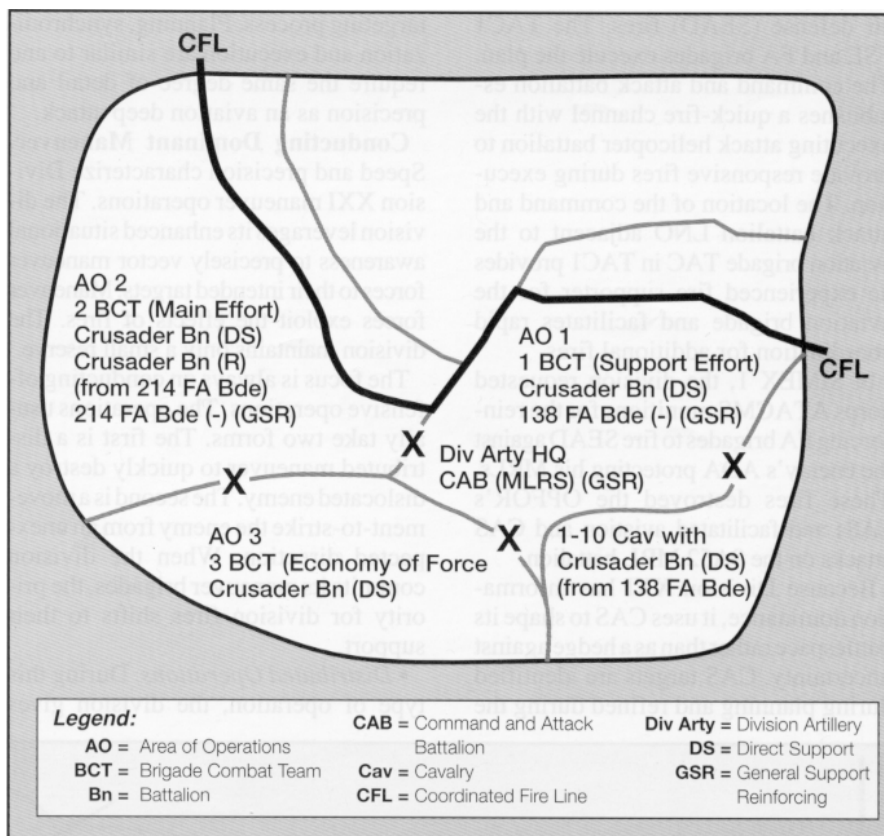 CFL
AO 2
2 BCT (Main Effort)
Crusader Bn (DS)
Crusader Bn (R)
(from 214 FA Bde)
214 FA Bde (-) (GSR)
AO 1
1 BCT (Support Effort)
Crusader Bn (DS)
138 FA Bde (-) (GSR)
CFL
X
Div Arty HQ
CAB (MLRS) (GSR)
X
X
AO 3
3 BCT (Economy of Force
Crusader Bn (DS)
X
1-10 Cav with
Crusader Bn (DS)
(from 138 FA Bde)
Legend:
AO = Area of Operations
BCT = Brigade Combat Team
Bn = Battalion
CAB = Command and Attack
Battalion
Cav = Cavalry
CFL = Coordinated Fire Line
Div Arty = Division Artillery
DS = Direct Support
GSR = General Support
Reinforcing